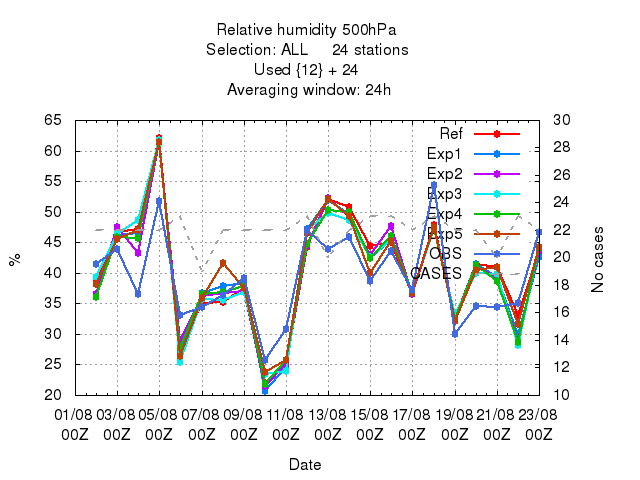 Relative humidity 500hPa
Selection: ALL 24 stations
Used {12} + 24
Averaging window: 24h
65 30
60 28
55 26
50 24
45 22
40 20
35 18
30 16
25 14
20 12
10
Ref
Exp1
Exp2
Exp3
Exp4
Exp5
OBS
CASES
%
No cases
01/08 03/08 05/08 07/08 09/08 11/08 13/08 15/08 17/08 19/08 21/08 23/08
00Z 00Z 00Z 00Z 00Z 00Z 00Z 00Z 00Z 00Z 00Z 00Z
Date